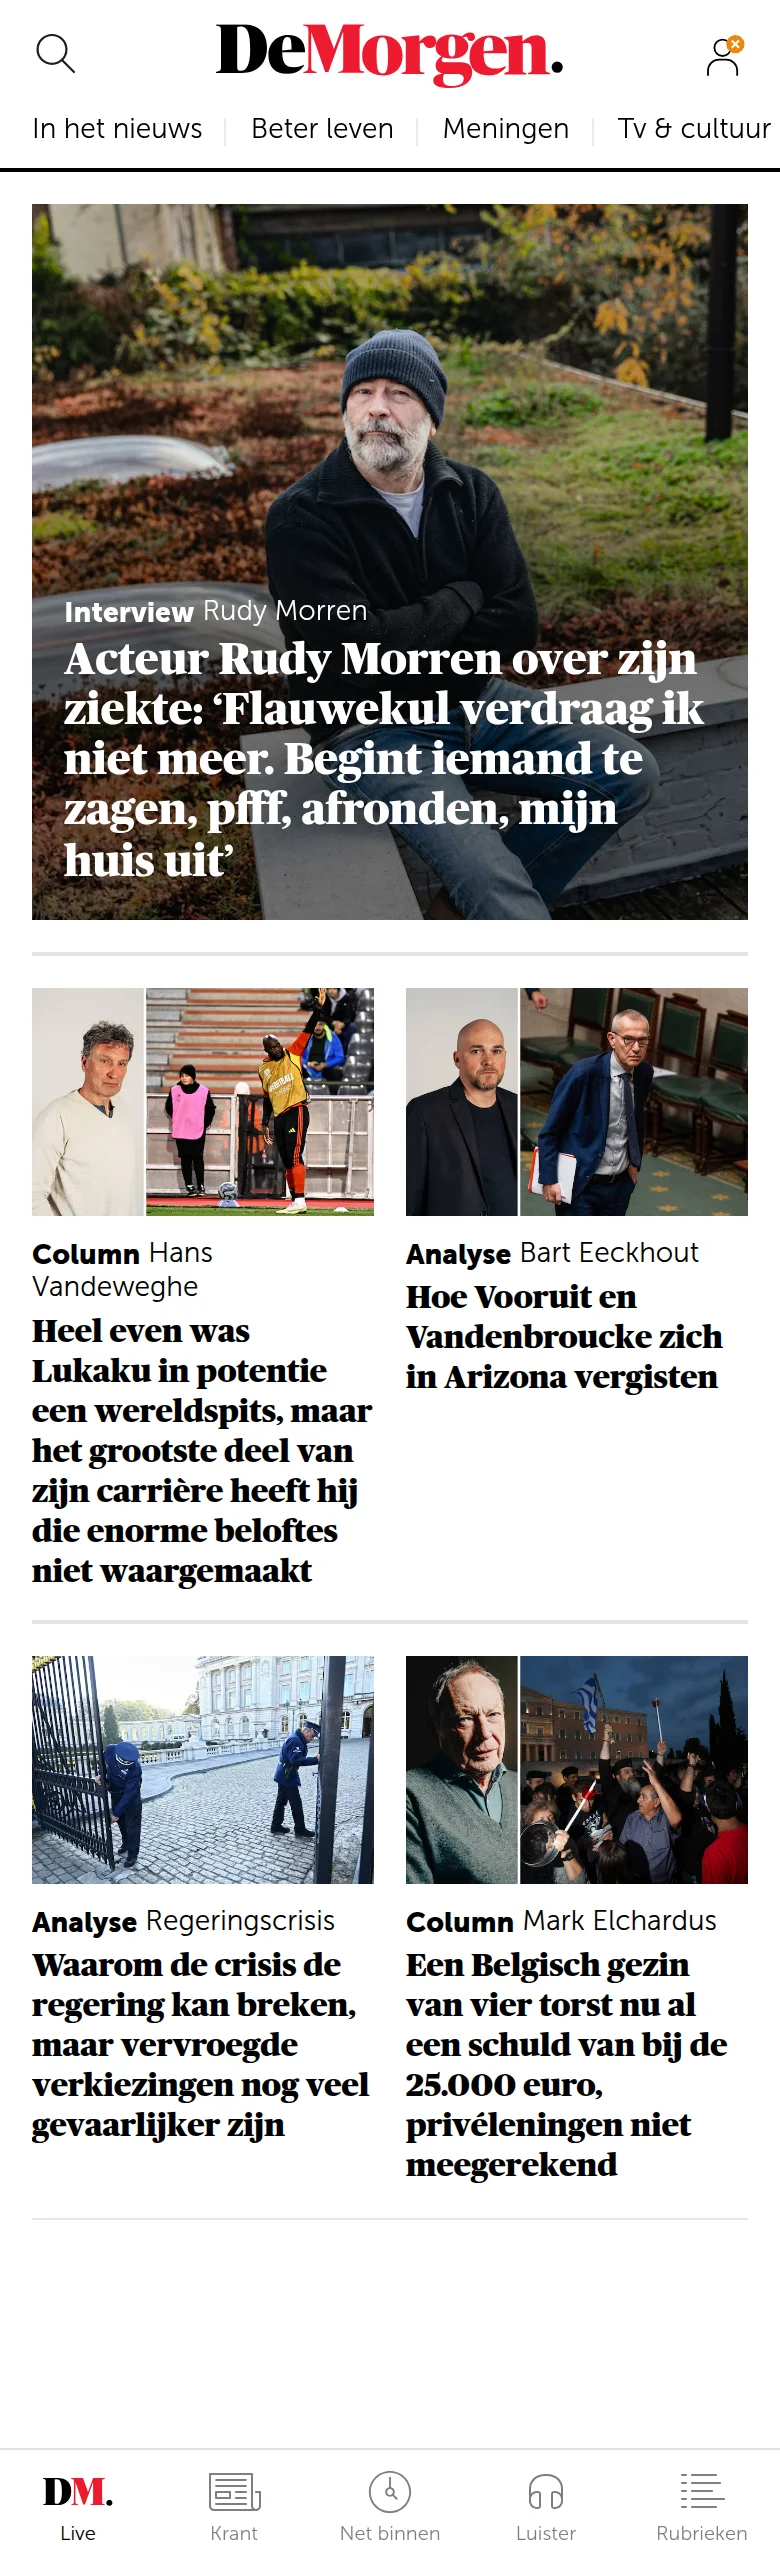 DeMorgen.
In het nieuws
Beter leven
Meningen
Tv & cultuur
Interview Rudy Morren
Acteur Rudy Morren over zijn
ziekte: ‘Flauwekul verdraag ik
niet meer. Begint iemand te
zagen, pfff, afronden, mijn
huis uit’
Column Hans
Vandeweghe
Heel even was
Lukaku in potentie
een wereldspits, maar
het grootste deel van
zijn carrière heeft hij
die enorme beloftes
niet waargemaakt
Analyse Bart Eeckhout
Hoe Vooruit en
Vandenbroucke zich
in Arizona vergisten
Analyse Regeringscrisis
Waarom de crisis de
regering kan breken,
maar vervroegde
verkiezingen nog veel
gevaarlijker zijn
Column Mark Elchardus
Een Belgisch gezin
van vier torst nu al
een schuld van bij de
25.000 euro,
privéleningen niet
meegerekend
DM.
Live
Krant
Net binnen
Luister
Rubrieken